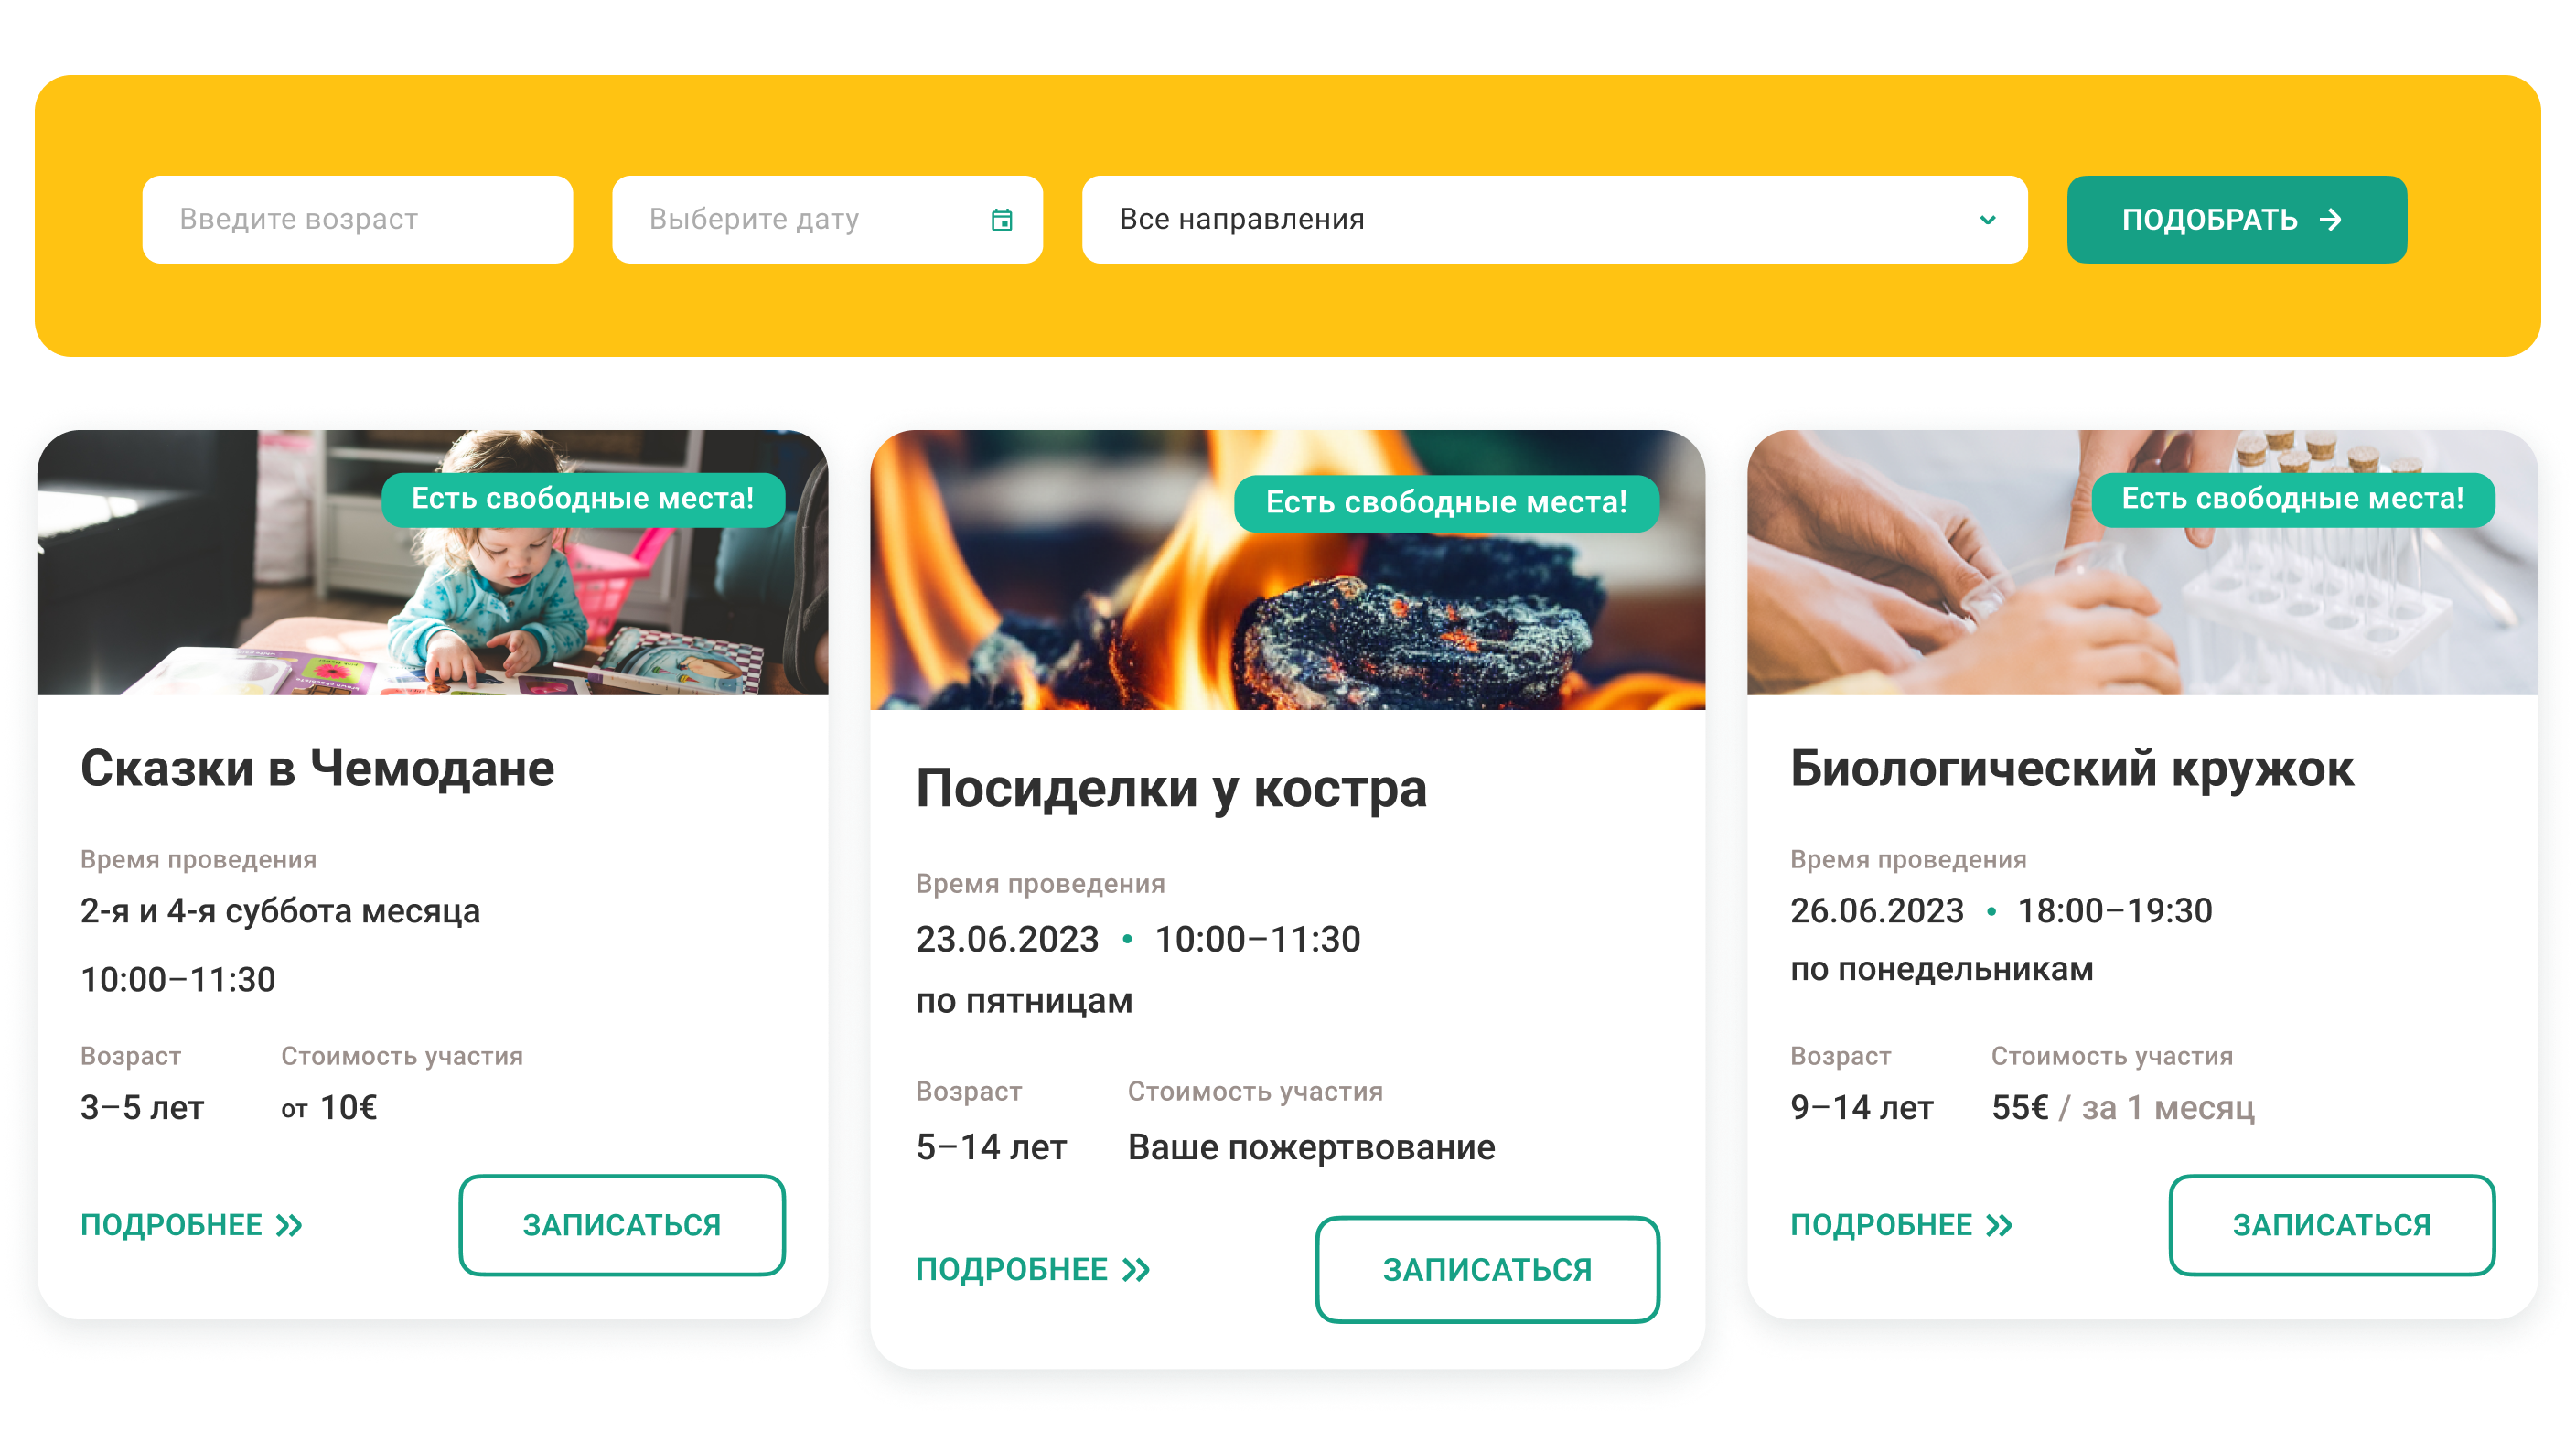 Введите возраст
Выберите дату
Все направления
ПОДОБРАТЬ
Есть свободные места!
Сказки в Чемодане
Время проведения
2-я и 4-я суббота месяца
10:00–11:30
Возраст
Стоимость участия
3–5 лет
от 10€
ПОДРОБНЕЕ
ЗАПИСАТЬСЯ
Есть свободные места!
Посиделки у костра
Время проведения
23.06.2023 • 10:00–11:30
по пятницам
Возраст
Стоимость участия
5–14 лет
Ваше пожертвование
ПОДРОБНЕЕ
ЗАПИСАТЬСЯ
Есть свободные места!
Биологический кружок
Время проведения
26.06.2023 • 18:00–19:30
по понедельникам
Возраст
Стоимость участия
9–14 лет
55€ / за 1 месяц
ПОДРОБНЕЕ
ЗАПИСАТЬСЯ